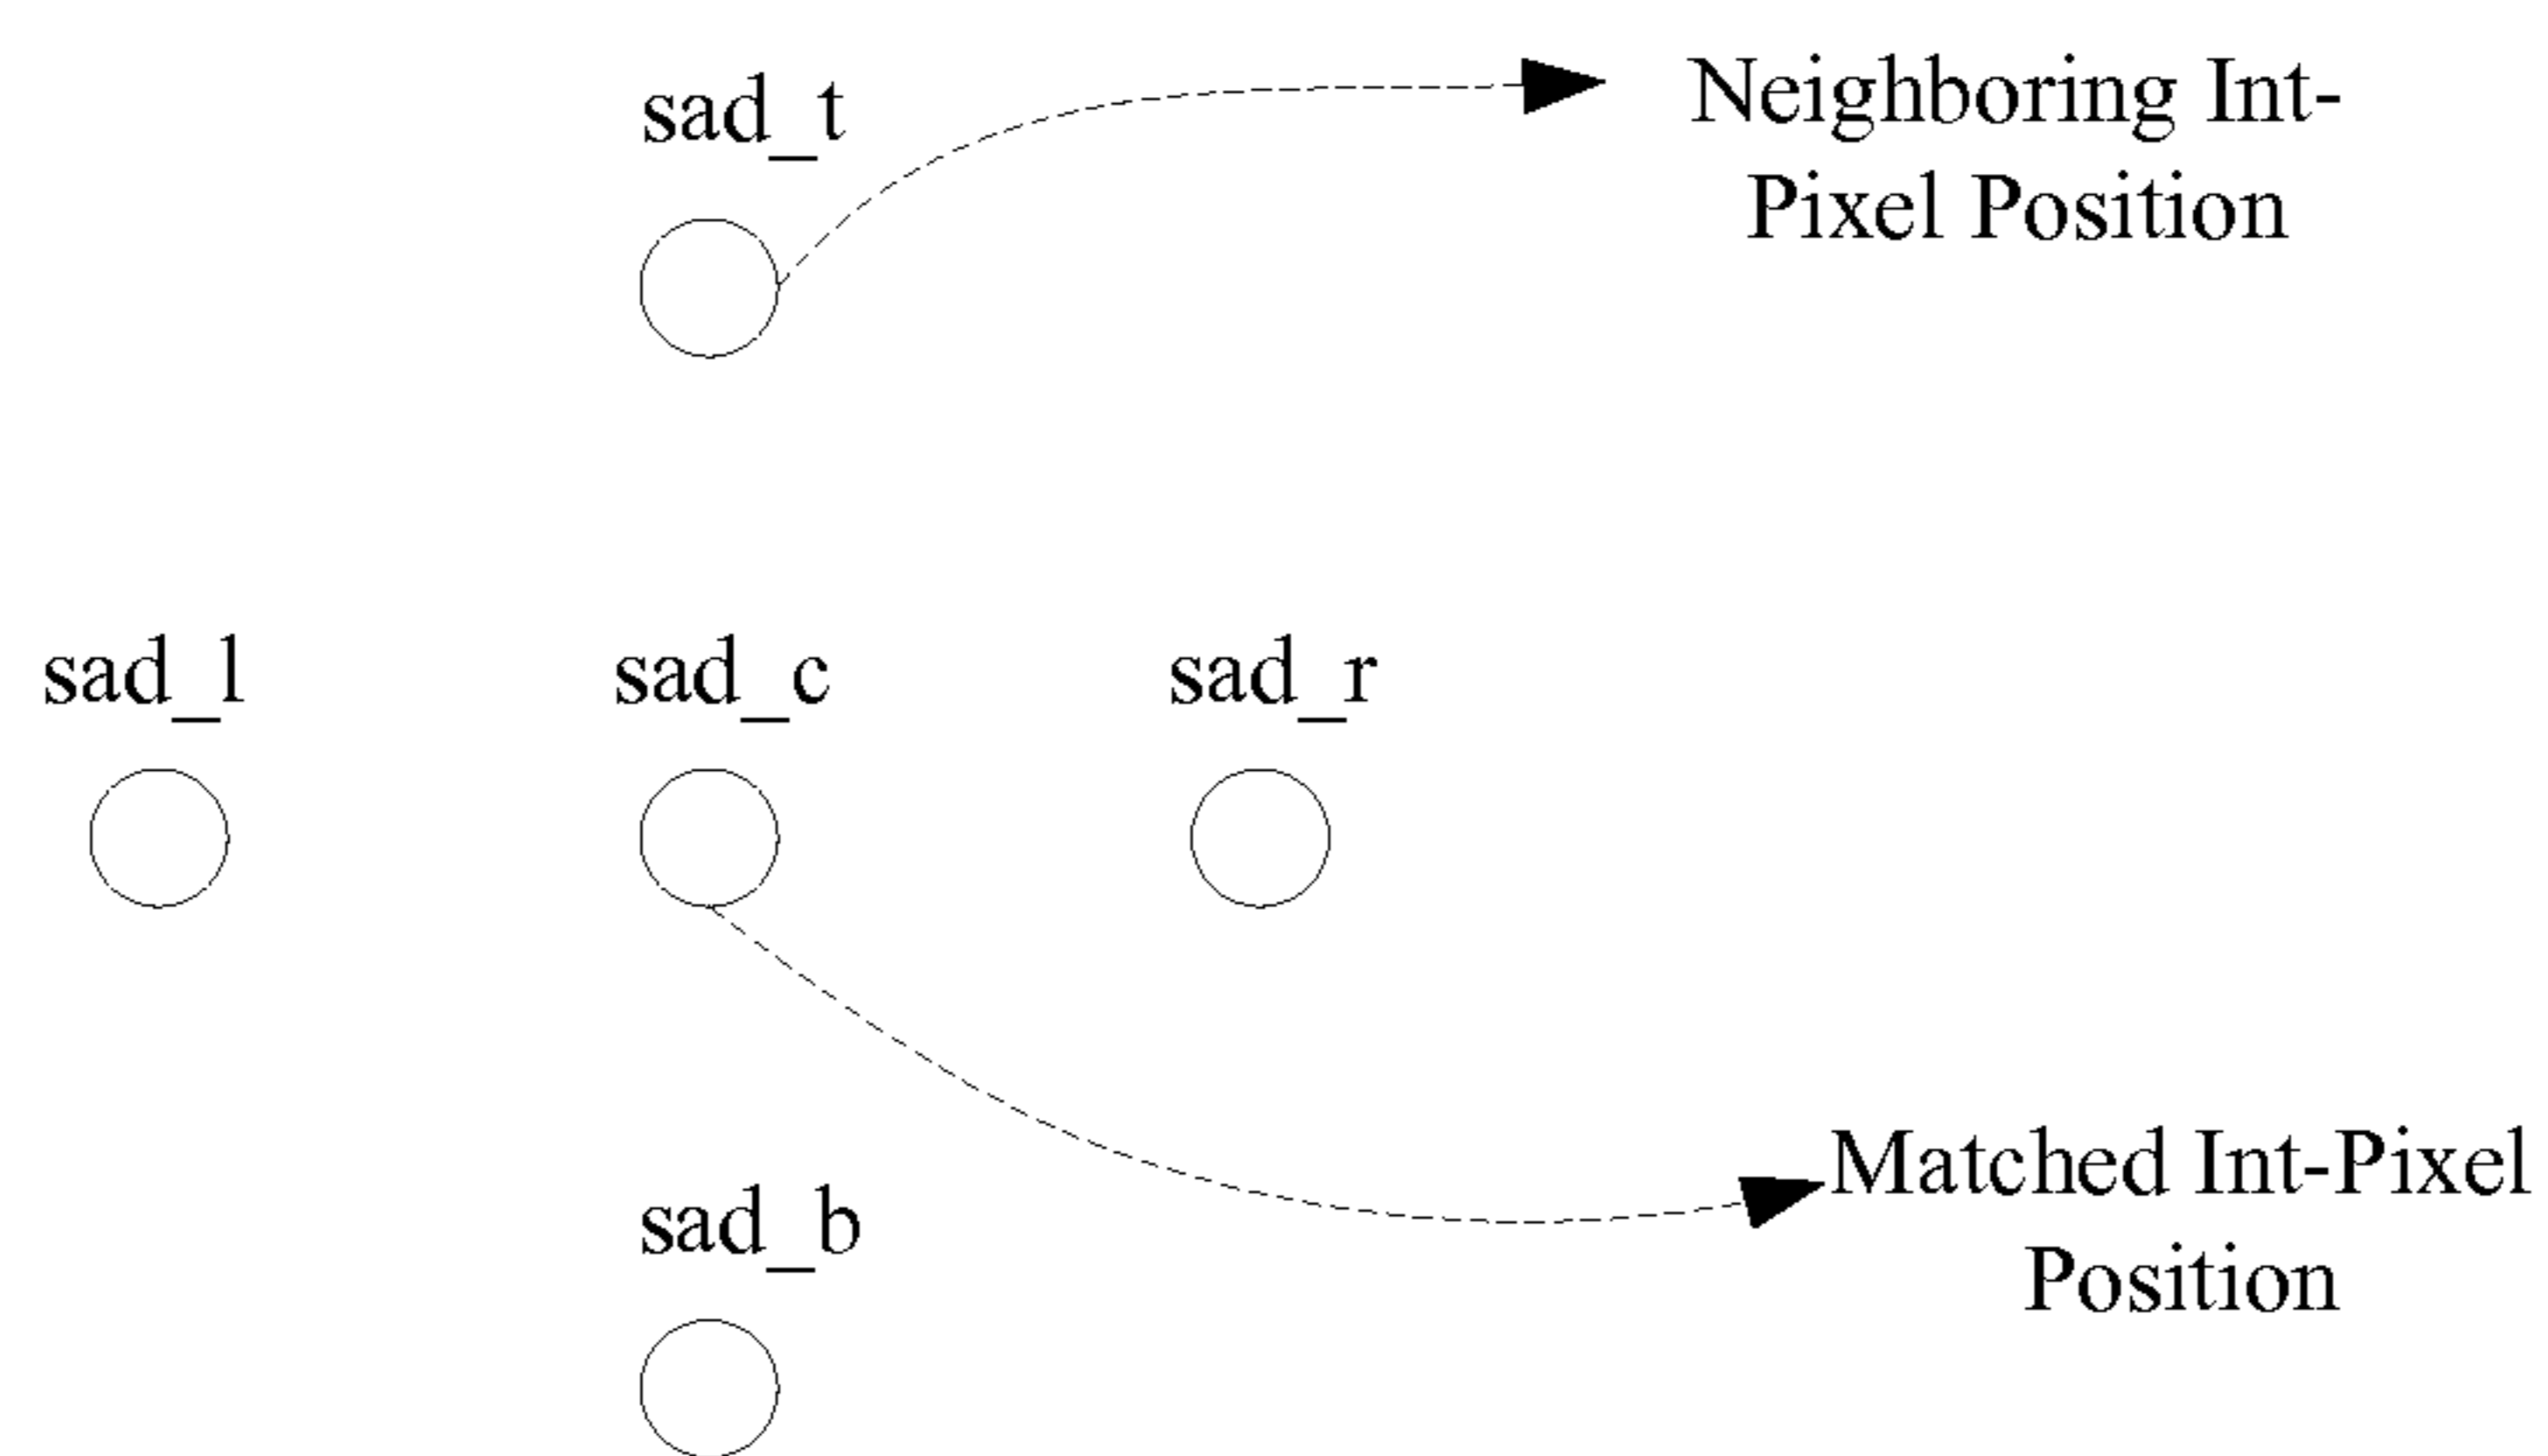 sad_t
Neighboring Int-
Pixel Position
sad_l
sad_c
sad_r
Matched Int-Pixel
Position
sad_b